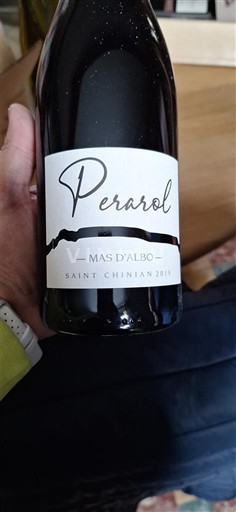 Perarol
MAS D'ALBO
SAINT CHINIAN 2019